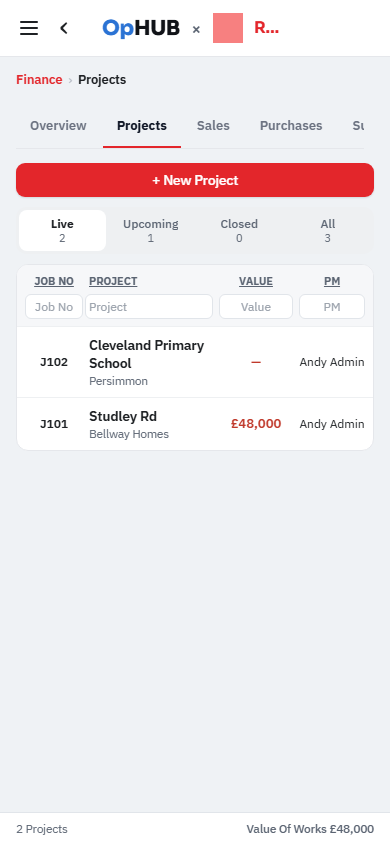 OpHUB × R...
Finance › Projects
Overview Projects Sales Purchases
+ New Project
Live Upcoming Closed All
2 1 0 3
JOB NO PROJECT VALUE PM
Job No Project Value PM
J102 Cleveland Primary School — Andy Admin
Persimmon
J101 Studley Rd £48,000 Andy Admin
Bellway Homes
2 Projects Value Of Works £48,000